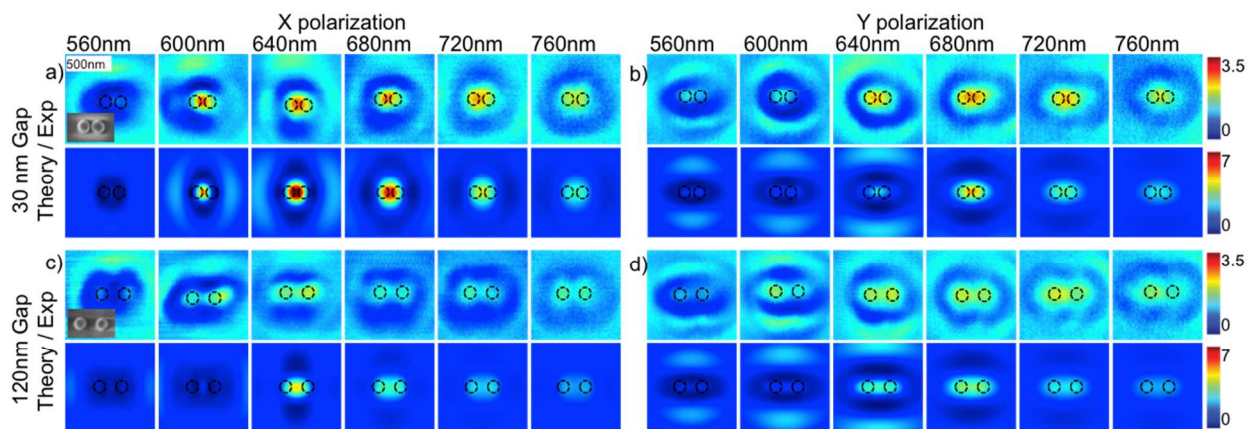 X polarization
Y polarization
560nm 600nm 640nm 680nm 720nm 760nm
560nm 600nm 640nm 680nm 720nm 760nm
a)
500nm
b)
3.5
0
7
0
30 nm Gap
Theory / Exp
c)
d)
3.5
0
7
0
120nm Gap
Theory / Exp